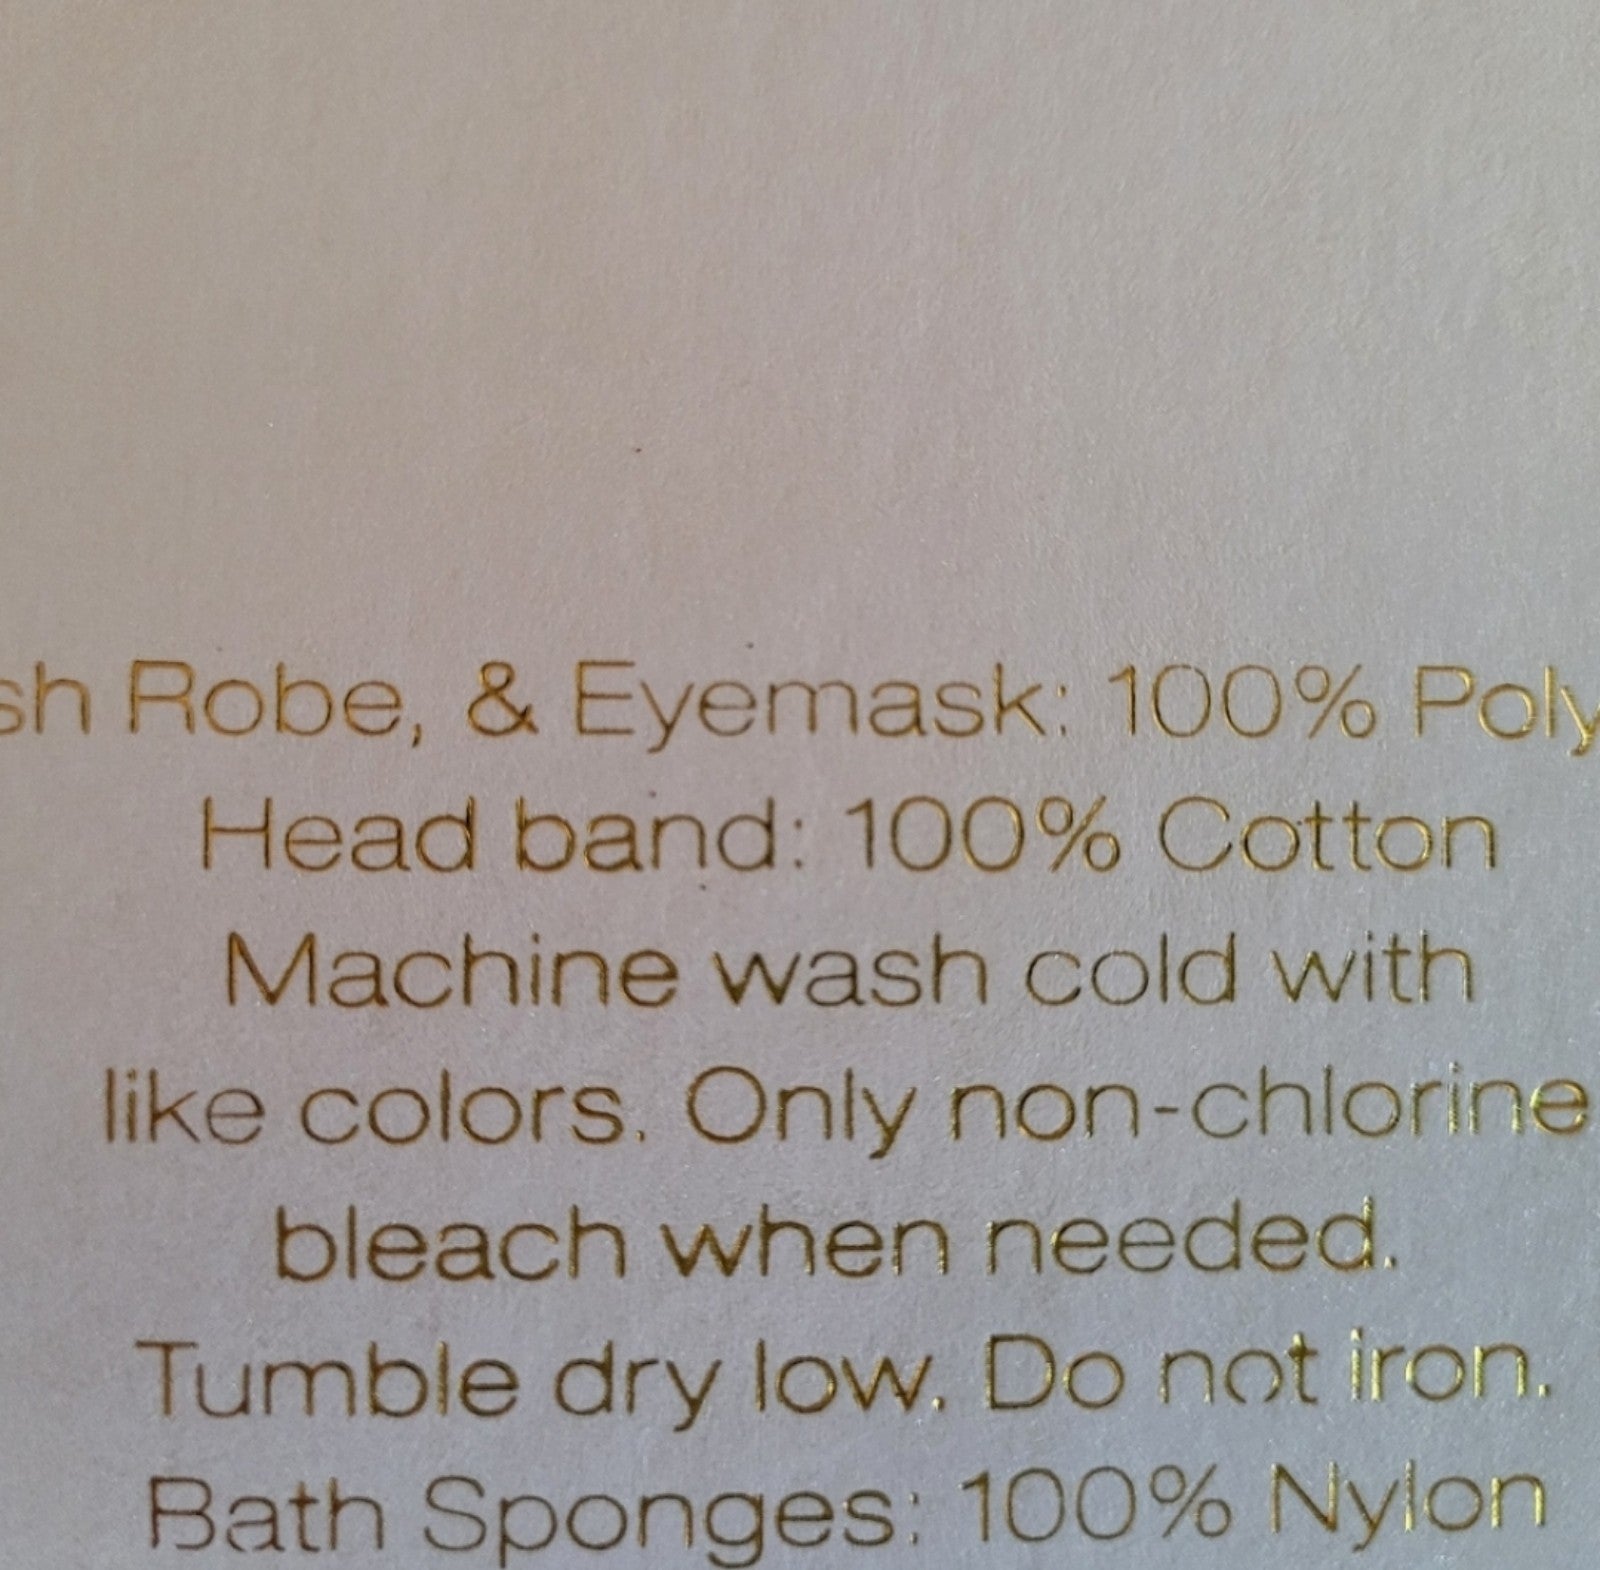 sh Robe, & Eyemask: 100% Poly
Head band: 100% Cotton
Machine wash cold with
like colors. Only non-chlorine
bleach when needed.
Tumble dry low. Do not iron.
Bath Sponges: 100% Nylon